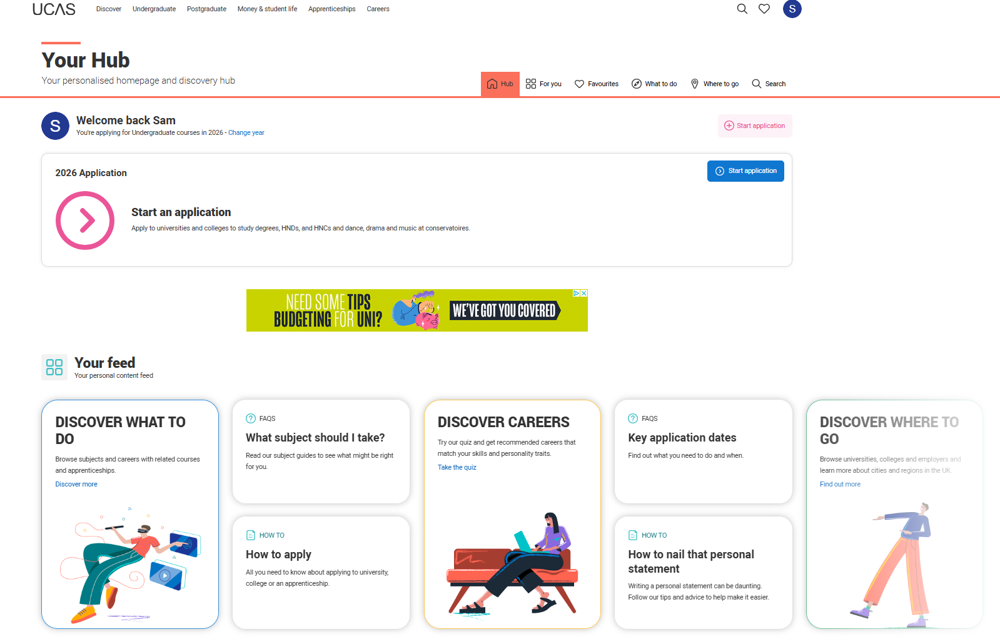 UCAS
Discover
Undergraduate
Postgraduate
Money & student life
Apprenticeships
Careers
S
Your Hub
Your personalised homepage and discovery hub
Hub
For you
Favourites
What to do
Where to go
Search
S
Welcome back Sam
You're applying for Undergraduate courses in 2026 - Change year
Start application
2026 Application
Start application
Start an application
Apply to universities and colleges to study degrees, HNDs, and HNCs and dance, drama and music at conservatoires.
NEED SOME TIPS
BUDGETING FOR UNI?
WE'VE GOT YOU COVERED
Your feed
Your personal content feed
DISCOVER WHAT TO
DO
Browse subjects and careers with related courses
and apprenticeships.
Discover more
FAQS
What subject should I take?
Read our subject guides to see what might be right
for you.
HOW TO
How to apply
All you need to know about applying to university,
college or an apprenticeship.
DISCOVER CAREERS
Try our quiz and get recommended careers that
match your skills and personality traits.
Take the quiz
FAQS
Key application dates
Find out what you need to do and when.
HOW TO
How to nail that personal
statement
Writing a personal statement can be daunting.
Follow our tips and advice to help make it easier.
DISCOVER WHERE TO
GO
Browse universities, colleges and employers and
learn more about cities and regions in the UK.
Find out more